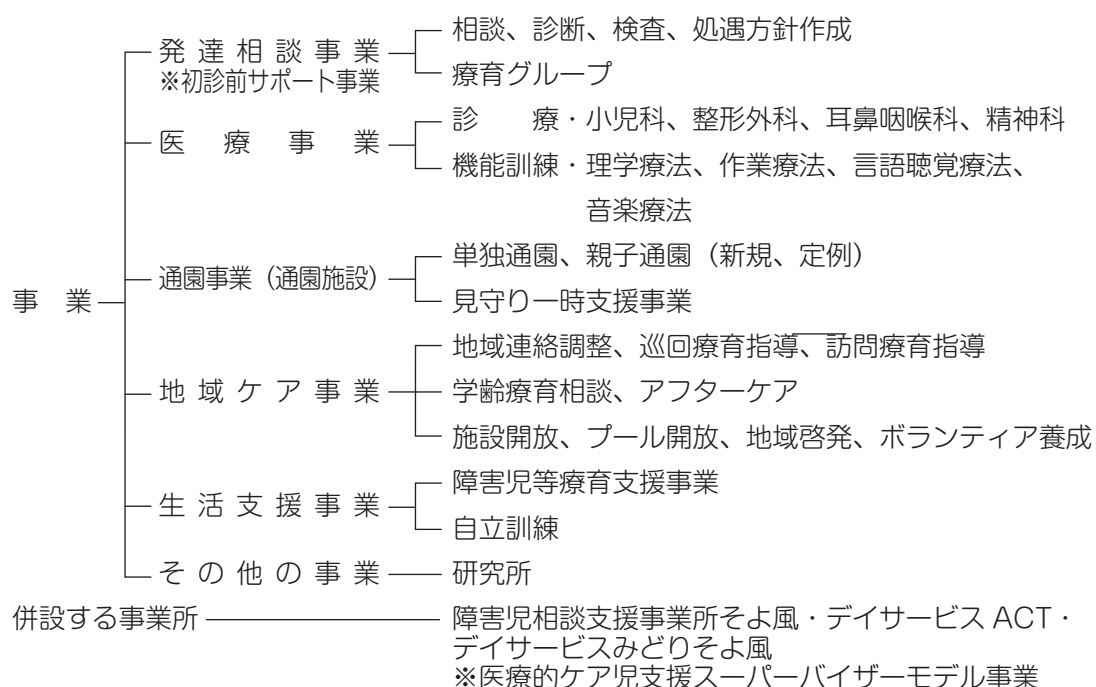 事業
発達相談事業
※初診前サポート事業
相談、診断、検査、処遇方針作成
療育グループ
医療事業
診　　療・小児科、整形外科、耳鼻咽喉科、精神科
機能訓練・理学療法、作業療法、言語聴覚療法、
音楽療法
通園事業（通園施設）
単独通園、親子通園（新規、定例）
見守り一時支援事業
地域ケア事業
地域連絡調整、巡回療育指導、訪問療育指導
学齢療育相談、アフターケア
施設開放、プール開放、地域啓発、ボランティア養成
生活支援事業
障害児等療育支援事業
自立訓練
その他の事業
研究所
併設する事業所
障害児相談支援事業所そよ風・デイサービス ACT・
デイサービスみどりそよ風
※医療的ケア児支援スーパーバイザーモデル事業